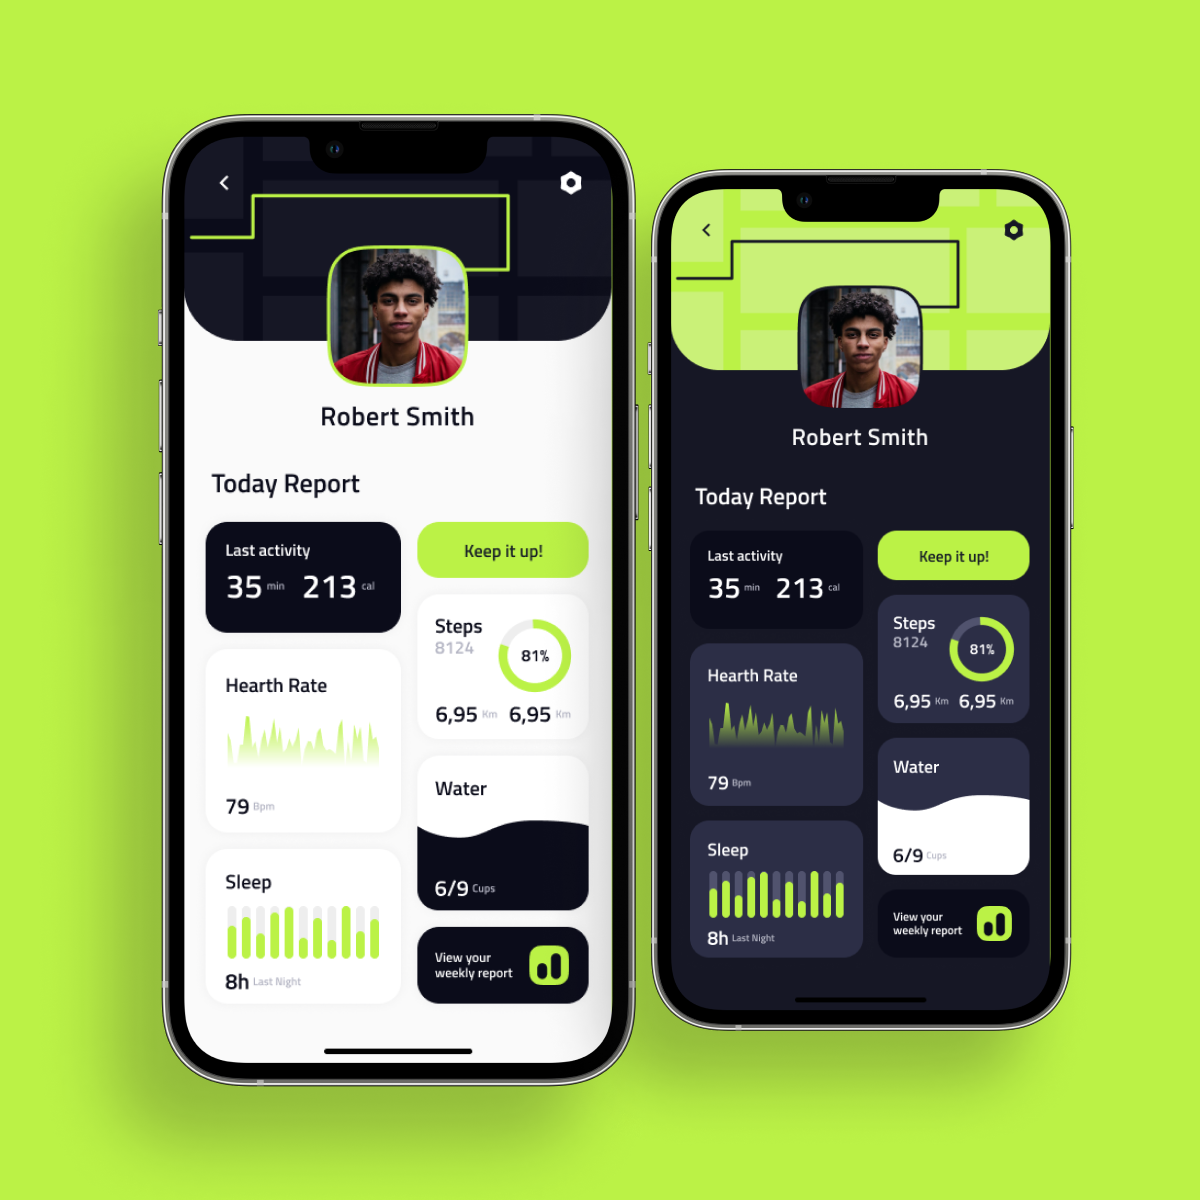 Robert Smith
Today Report
Last activity
35 min 213 cal
Keep it up!
Steps
8124
81%
6,95 Km 6,95 Km
Hearth Rate
79 Bpm
Water
6/9 Cups
Sleep
8h Last Night
View your
weekly report
Robert Smith
Today Report
Last activity
35 min 213 cal
Keep it up!
Steps
8124
81%
6,95 Km 6,95 Km
Hearth Rate
79 Bpm
Water
6/9 Cups
Sleep
8h Last Night
View your
weekly report